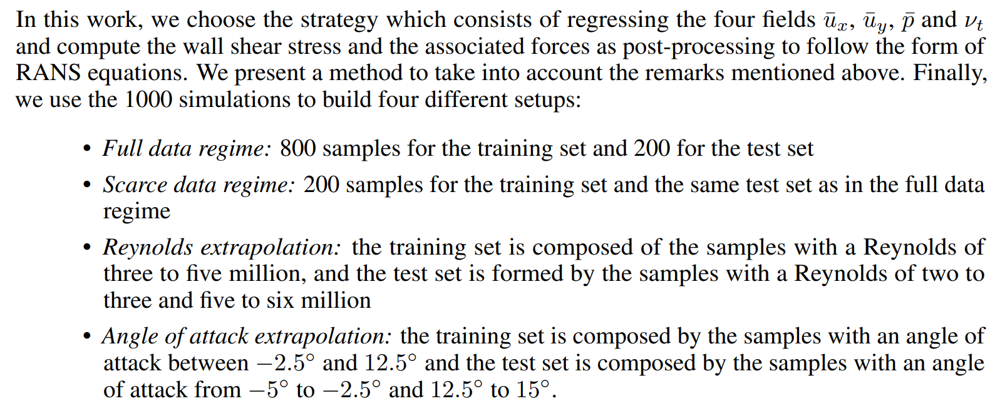 In this work, we choose the strategy which consists of regressing the four fields ūₓ, ū_y, p̄ and νₜ
and compute the wall shear stress and the associated forces as post-processing to follow the form of
RANS equations. We present a method to take into account the remarks mentioned above. Finally,
we use the 1000 simulations to build four different setups:
• Full data regime: 800 samples for the training set and 200 for the test set
• Scarce data regime: 200 samples for the training set and the same test set as in the full data
regime
• Reynolds extrapolation: the training set is composed of the samples with a Reynolds of
three to five million, and the test set is formed by the samples with a Reynolds of two to
three and five to six million
• Angle of attack extrapolation: the training set is composed by the samples with an angle of
attack between −2.5° and 12.5° and the test set is composed by the samples with an angle
of attack from −5° to −2.5° and 12.5° to 15°.